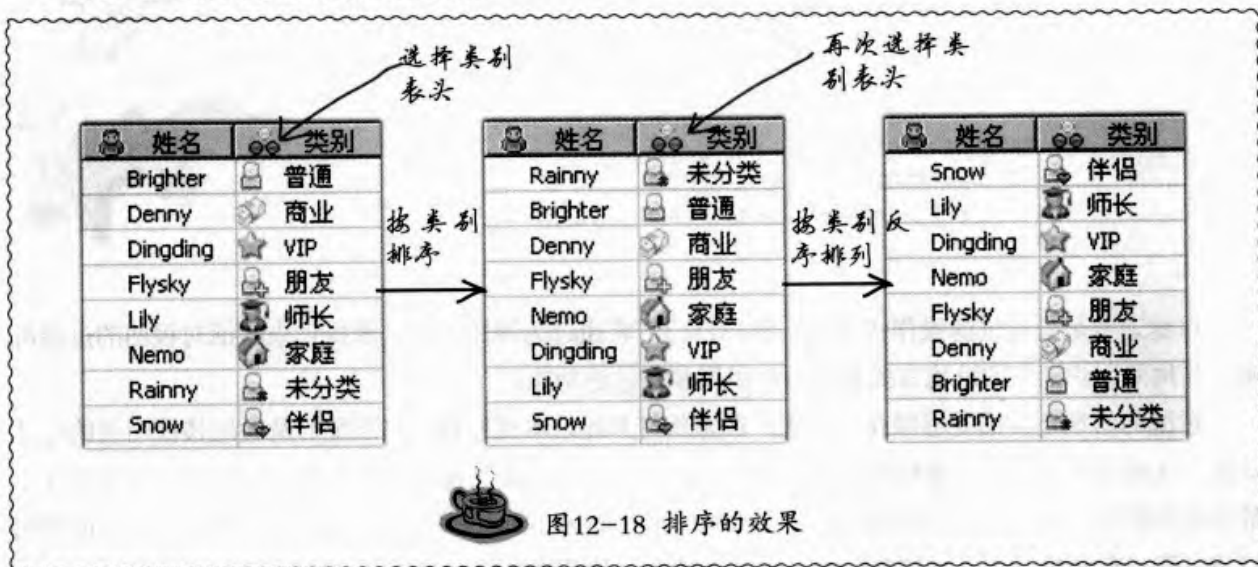 选择类别
表头
再次选择类
别表头
姓名 类别
Brighter 普通
Denny 商业
Dingding VIP
Flysky 朋友
Lily 师长
Nemo 家庭
Rainny 未分类
Snow 伴侣
按类别
排序
姓名 类别
Rainny 未分类
Brighter 普通
Denny 商业
Flysky 朋友
Nemo 家庭
Dingding VIP
Lily 师长
Snow 伴侣
按类别反
序排列
姓名 类别
Snow 伴侣
Lily 师长
Dingding VIP
Nemo 家庭
Flysky 朋友
Denny 商业
Brighter 普通
Rainny 未分类
图12-18 排序的效果